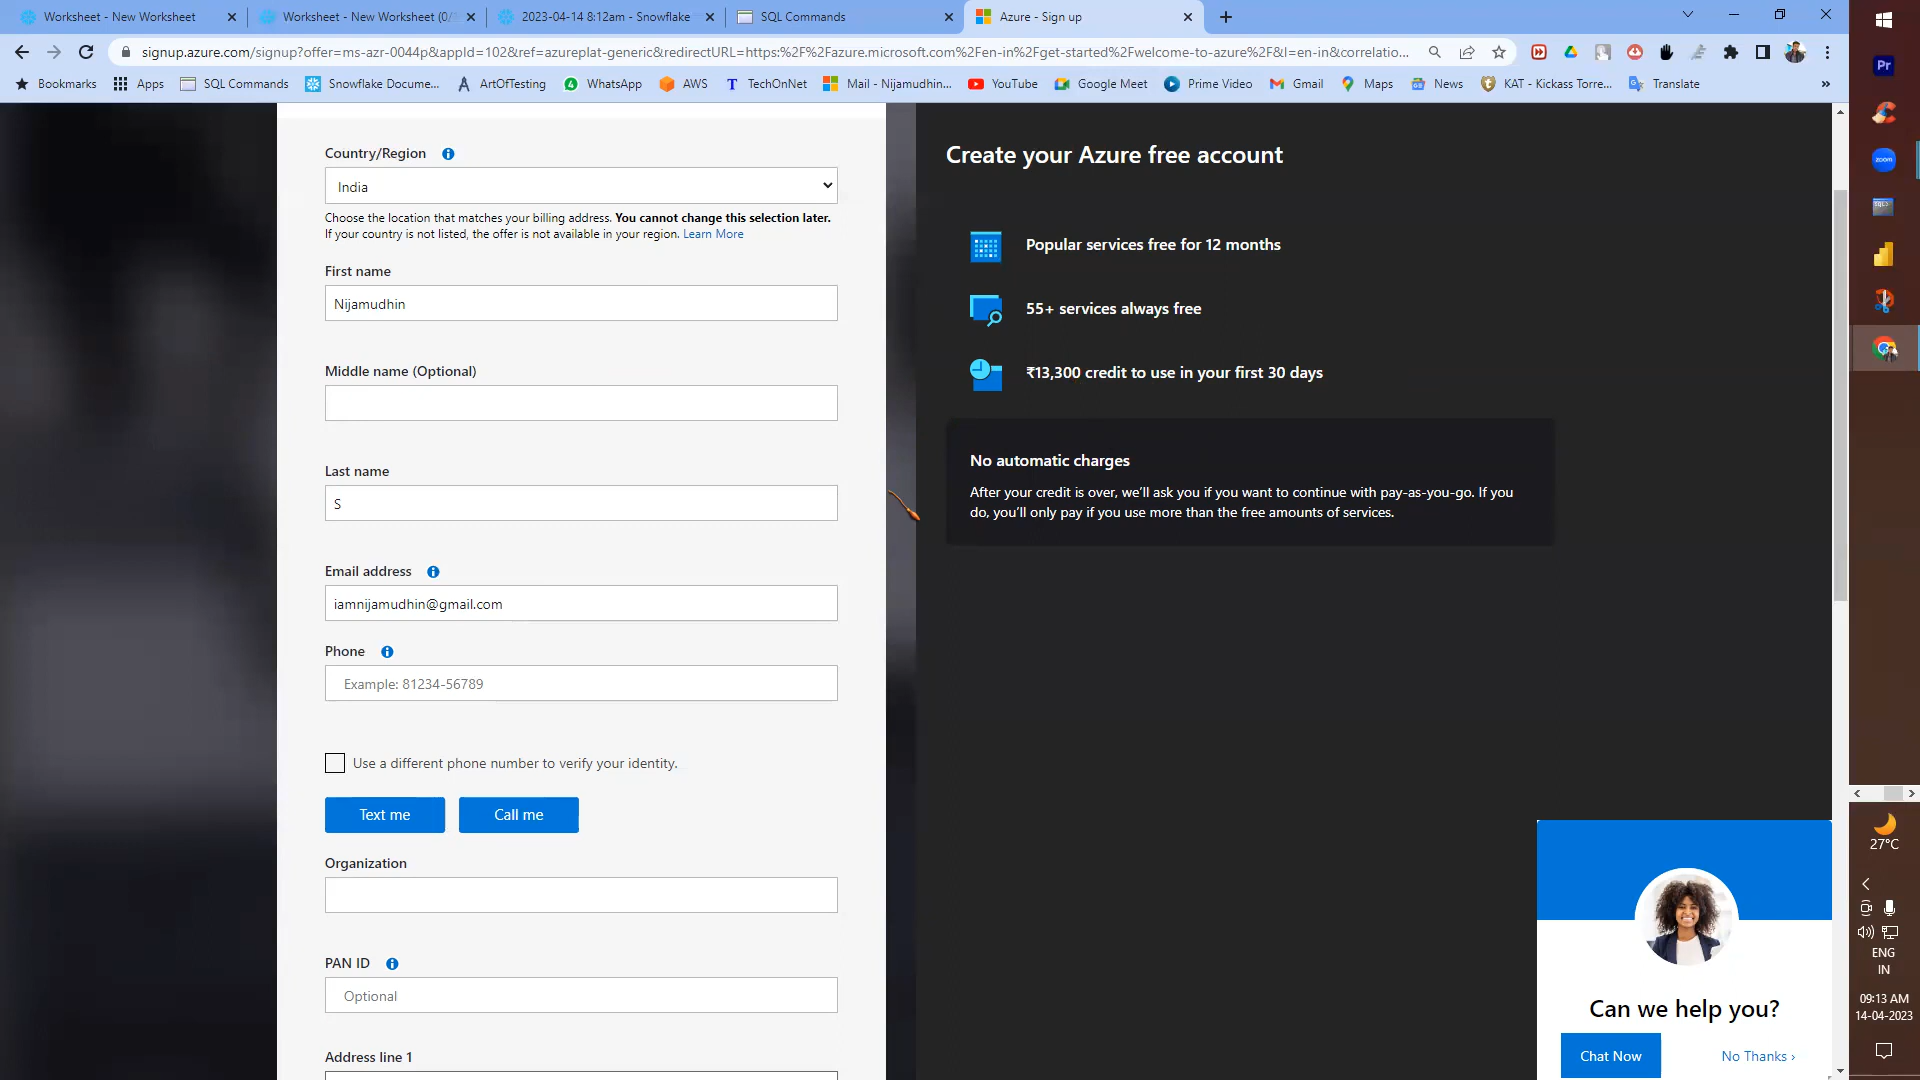 Worksheet - New Worksheet
Worksheet - New Worksheet (0/
2023-04-14 8:12am - Snowflake
SQL Commands
Azure - Sign up
signup.azure.com/signup?offer=ms-azr-0044p&appId=102&ref=azureplat-generic&redirectURL=https:%2F%2Fazure.microsoft.com%2Fen-in%2Fget-started%2Fwelcome-to-azure%2F&l=en-in&correlatio...
Bookmarks
Apps
SQL Commands
Snowflake Docume...
ArtOfTesting
WhatsApp
AWS
TechOnNet
Mail - Nijamudhin...
YouTube
Google Meet
Prime Video
Gmail
Maps
News
KAT - Kickass Torre...
Translate
»
Country/Region
India
Choose the location that matches your billing address. You cannot change this selection later.
If your country is not listed, the offer is not available in your region. Learn More
First name
Nijamudhin
Middle name (Optional)
Last name
S
Email address
iamnijamudhin@gmail.com
Phone
Example: 81234-56789
Use a different phone number to verify your identity.
Text me
Call me
Organization
PAN ID
Optional
Address line 1
Create your Azure free account
Popular services free for 12 months
55+ services always free
₹13,300 credit to use in your first 30 days
No automatic charges
After your credit is over, we'll ask you if you want to continue with pay-as-you-go. If you
do, you'll only pay if you use more than the free amounts of services.
Can we help you?
Chat Now
No Thanks ›
Pr
zoom
27°C
ENG
IN
09:13 AM
14-04-2023